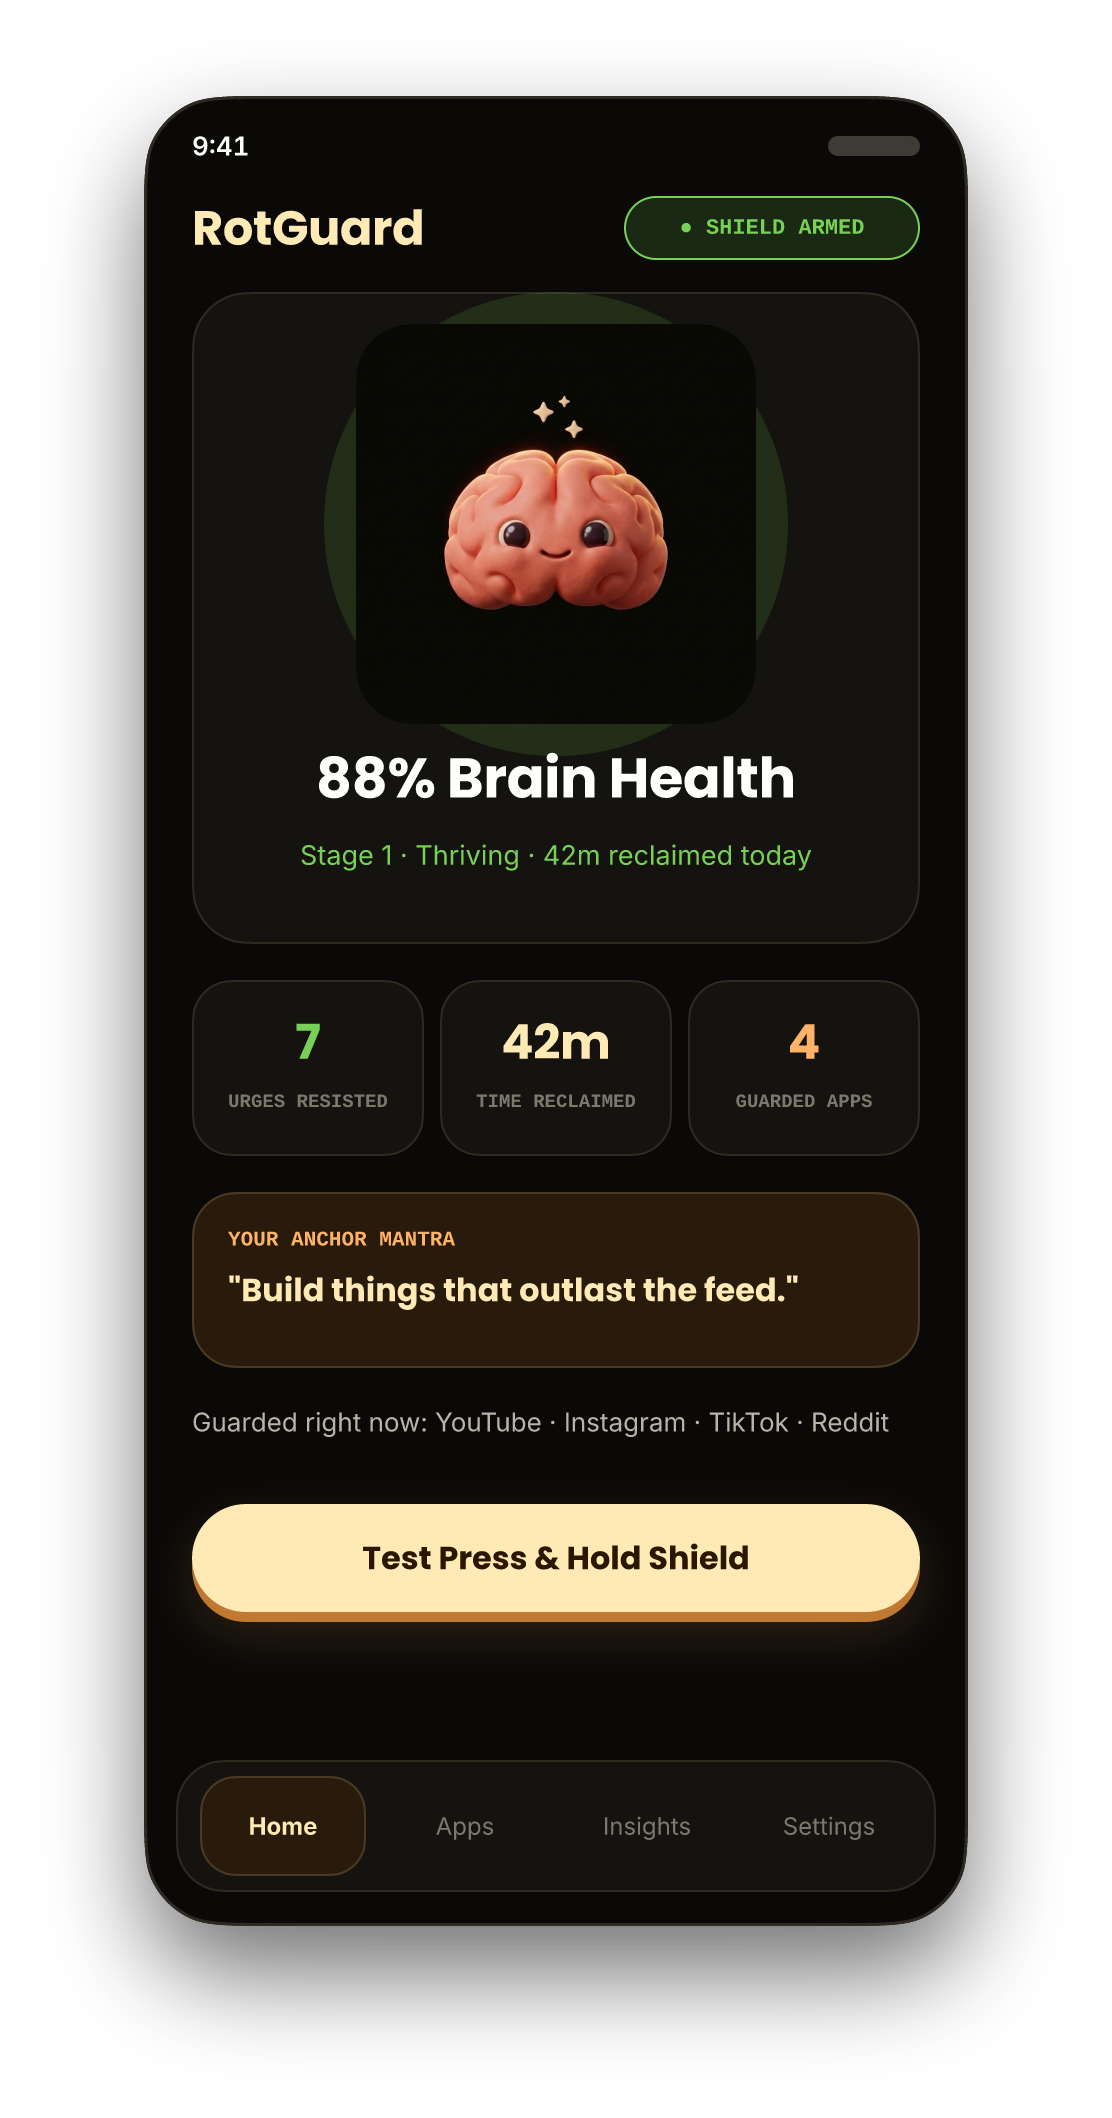 9:41
RotGuard
● SHIELD ARMED
88% Brain Health
Stage 1 · Thriving · 42m reclaimed today
7
URGES RESISTED
42m
TIME RECLAIMED
4
GUARDED APPS
YOUR ANCHOR MANTRA
"Build things that outlast the feed."
Guarded right now: YouTube · Instagram · TikTok · Reddit
Test Press & Hold Shield
Home Apps Insights Settings